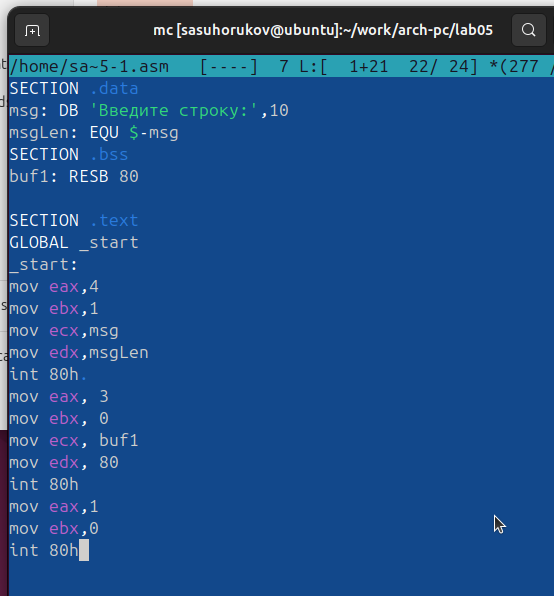 mc [sasuhorukov@ubuntu]:~/work/arch-pc/lab05
/home/sa~5-1.asm   [----]  7 L:[  1+21  22/ 24] *(277 /
SECTION .data
msg: DB 'Введите строку:',10
msgLen: EQU $-msg
SECTION .bss
buf1: RESB 80
SECTION .text
GLOBAL _start
_start:
mov eax,4
mov ebx,1
mov ecx,msg
mov edx,msgLen
int 80h.
mov eax, 3
mov ebx, 0
mov ecx, buf1
mov edx, 80
int 80h
mov eax,1
mov ebx,0
int 80h